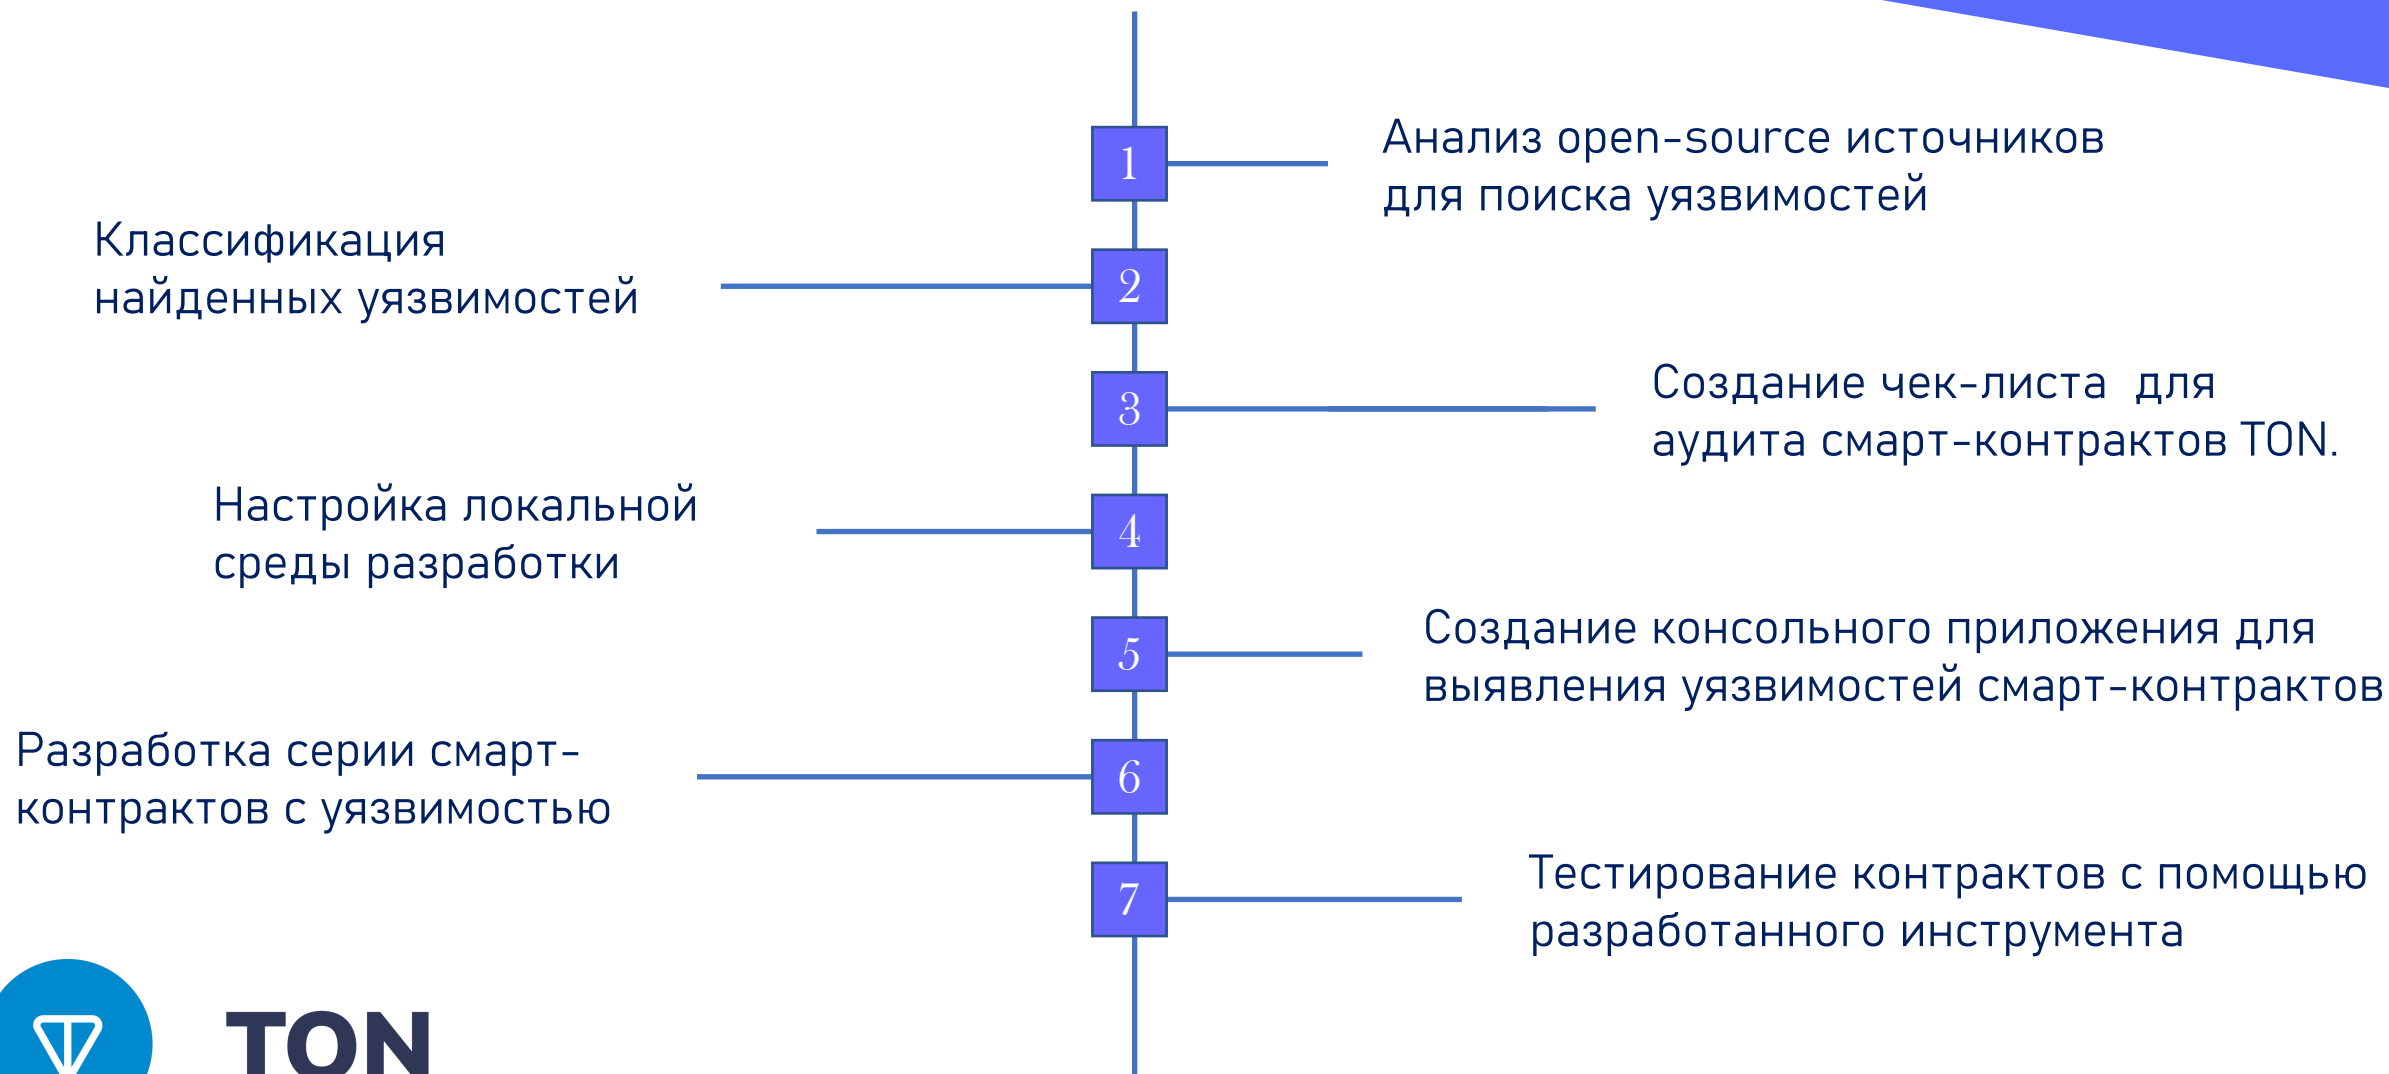 1
Анализ open-source источников
для поиска уязвимостей
Классификация
найденных уязвимостей
2
3
Создание чек-листа  для
аудита смарт-контрактов TON.
Настройка локальной
среды разработки
4
5
Создание консольного приложения для
выявления уязвимостей смарт-контрактов
Разработка серии смарт-
контрактов с уязвимостью
6
7
Тестирование контрактов с помощью
разработанного инструмента
TON